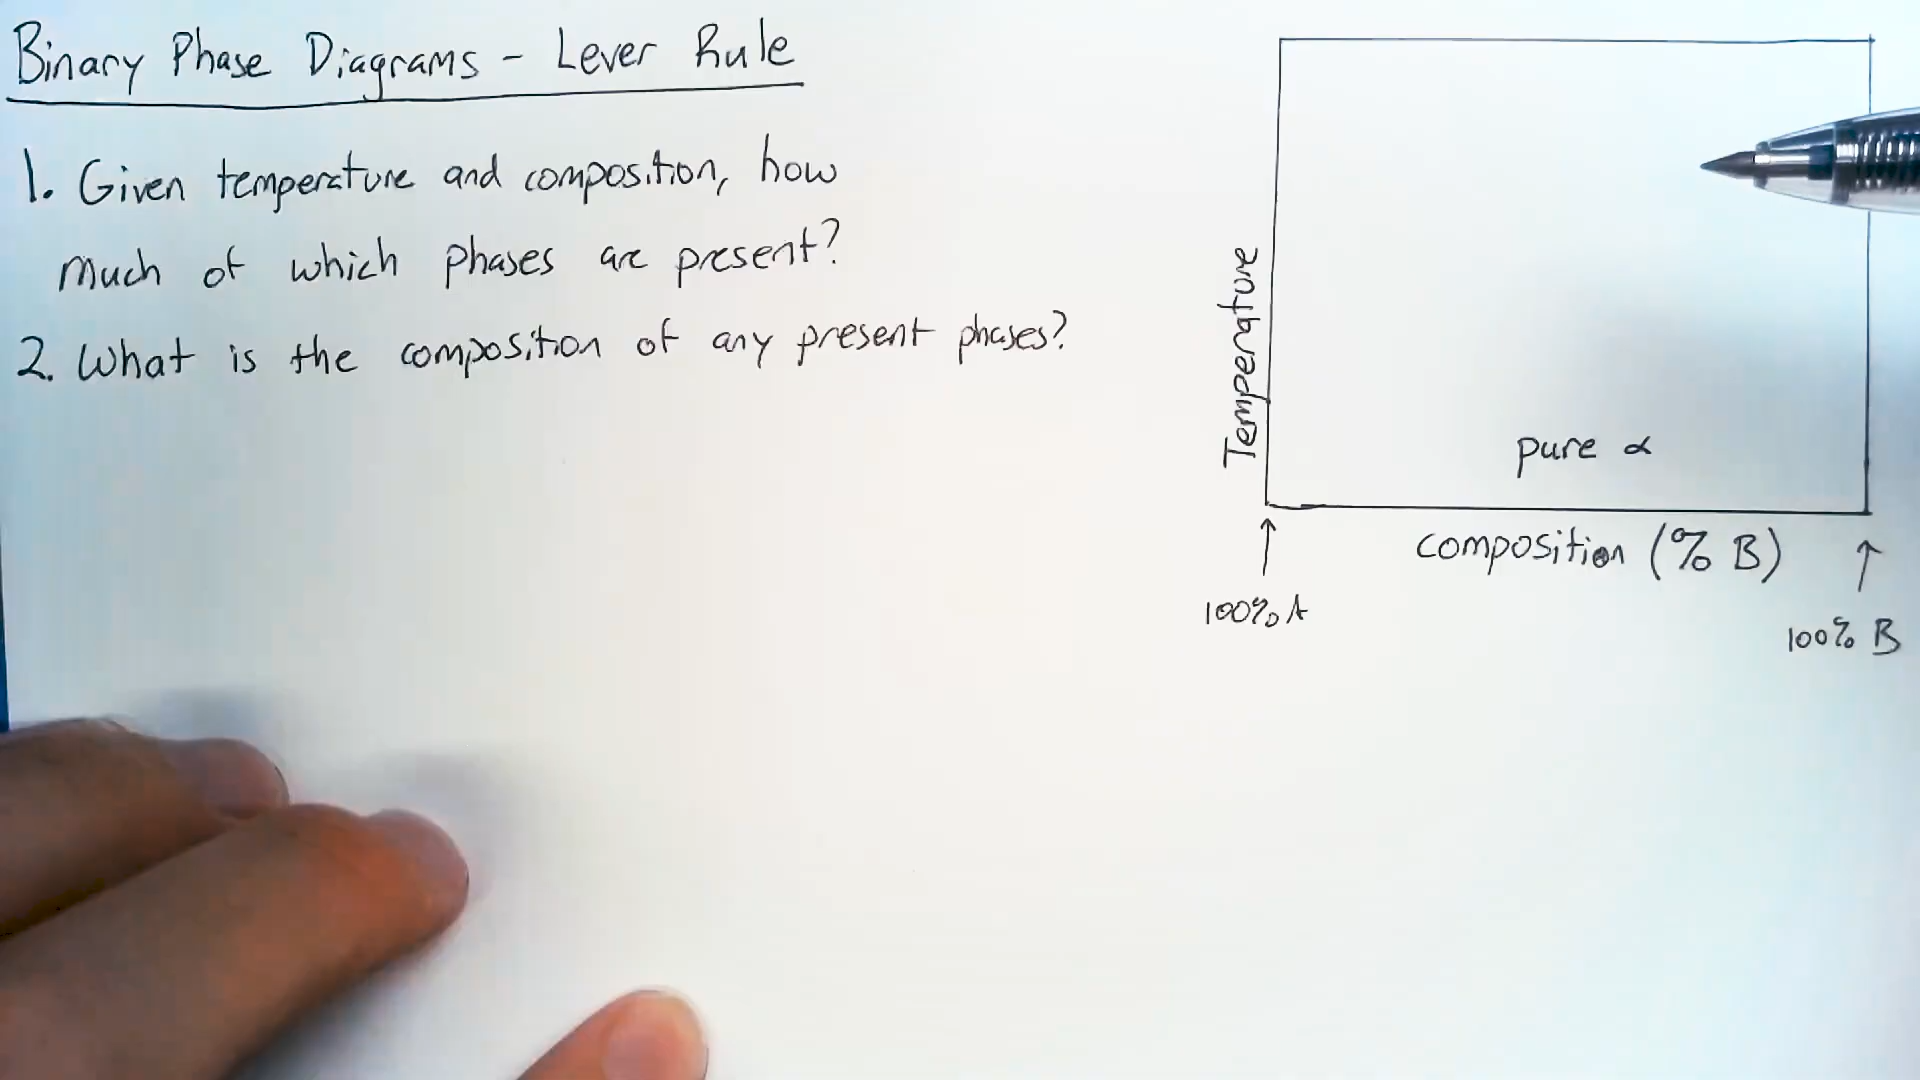 Binary Phase Diagrams - Lever Rule
1. Given temperature and composition, how
much of which phases are present?
2. What is the composition of any present phases?
Temperature
pure α
composition (% B)
100% A
100% B